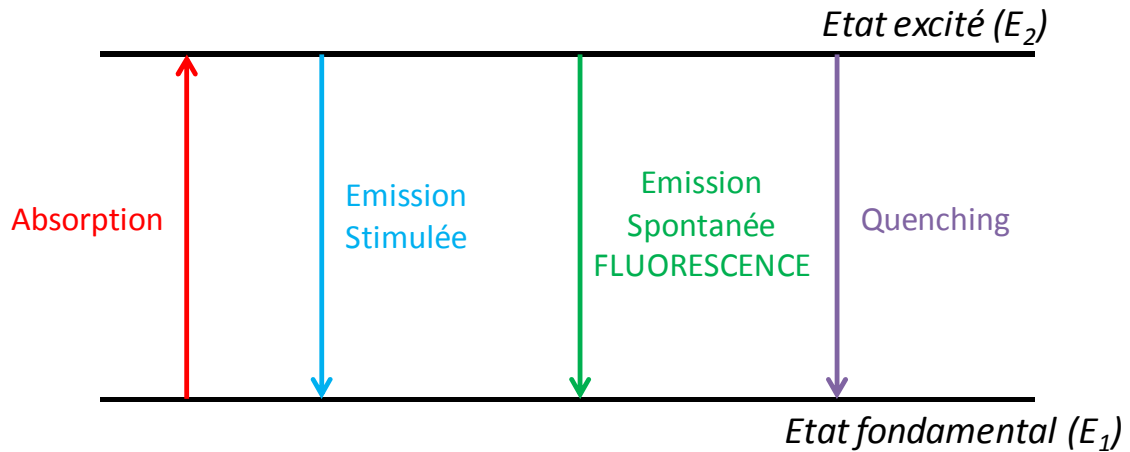 Etat excité (E2)
Absorption
Emission
Stimulée
Emission
Spontanée
FLUORESCENCE
Quenching
Etat fondamental (E1)